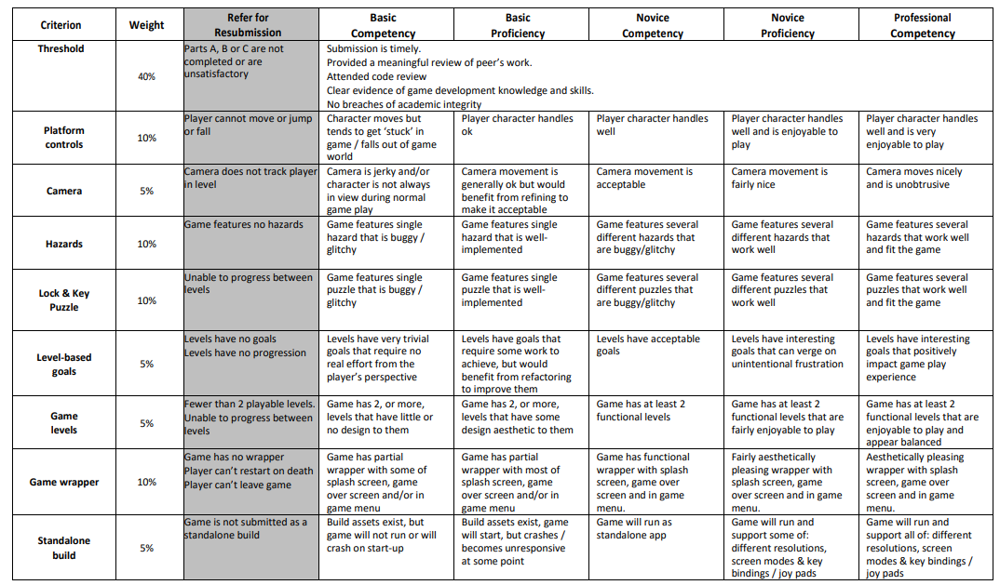 Criterion
Weight
Refer for
Resubmission
Basic
Competency
Basic
Proficiency
Novice
Competency
Novice
Proficiency
Professional
Competency
Threshold
40%
Parts A, B or C are not
completed or are
unsatisfactory
Submission is timely.
Provided a meaningful review of peer's work.
Attended code review
Clear evidence of game development knowledge and skills.
No breaches of academic integrity
Platform
controls
10%
Player cannot move or jump
or fall
Character moves but
tends to get 'stuck' in
game / falls out of game
world
Player character handles
ok
Player character handles
well
Player character handles
well and is enjoyable to
play
Player character handles
well and is very
enjoyable to play
Camera
5%
Camera does not track player
in level
Camera is jerky and/or
character is not always
in view during normal
game play
Camera movement is
generally ok but would
benefit from refining to
make it acceptable
Camera movement is
acceptable
Camera movement is
fairly nice
Camera moves nicely
and is unobtrusive
Hazards
10%
Game features no hazards
Game features single
hazard that is buggy /
glitchy
Game features single
hazard that is well-
implemented
Game features several
different hazards that
are buggy/glitchy
Game features several
different hazards that
work well
Game features several
hazards that work well
and fit the game
Lock & Key
Puzzle
10%
Unable to progress between
levels
Game features single
puzzle that is buggy /
glitchy
Game features single
puzzle that is well-
implemented
Game features several
different puzzles that
are buggy/glitchy
Game features several
different puzzles that
work well
Game features several
puzzles that work well
and fit the game
Level-based
goals
5%
Levels have no goals
Levels have no progression
Levels have very trivial
goals that require no
real effort from the
player's perspective
Levels have goals that
require some work to
achieve, but would
benefit from refactoring
to improve them
Levels have acceptable
goals
Levels have interesting
goals that can verge on
unintentional frustration
Levels have interesting
goals that positively
impact game play
experience
Game
levels
5%
Fewer than 2 playable levels.
Unable to progress between
levels
Game has 2, or more,
levels that have little or
no design to them
Game has 2, or more,
levels that have some
design aesthetic to them
Game has at least 2
functional levels
Game has at least 2
functional levels that are
fairly enjoyable to play
Game has at least 2
functional levels that are
enjoyable to play and
appear balanced
Game wrapper
10%
Game has no wrapper
Player can't restart on death
Player can't leave game
Game has partial
wrapper with some of
splash screen, game
over screen and/or in
game menu
Game has partial
wrapper with most of
splash screen, game
over screen and/or in
game menu
Game has functional
wrapper with splash
screen, game over
screen and in game
menu.
Fairly aesthetically
pleasing wrapper with
splash screen, game
over screen and in game
menu.
Aesthetically pleasing
wrapper with splash
screen, game over
screen and in game
menu.
Standalone
build
5%
Game is not submitted as a
standalone build
Build assets exist, but
game will not run or will
crash on start-up
Build assets exist, game
will start, but crashes /
becomes unresponsive
at some point
Game will run as
standalone app
Game will run and
support some of:
different resolutions,
screen modes & key
bindings / joy pads
Game will run and
support all of: different
resolutions, screen
modes & key bindings /
joy pads